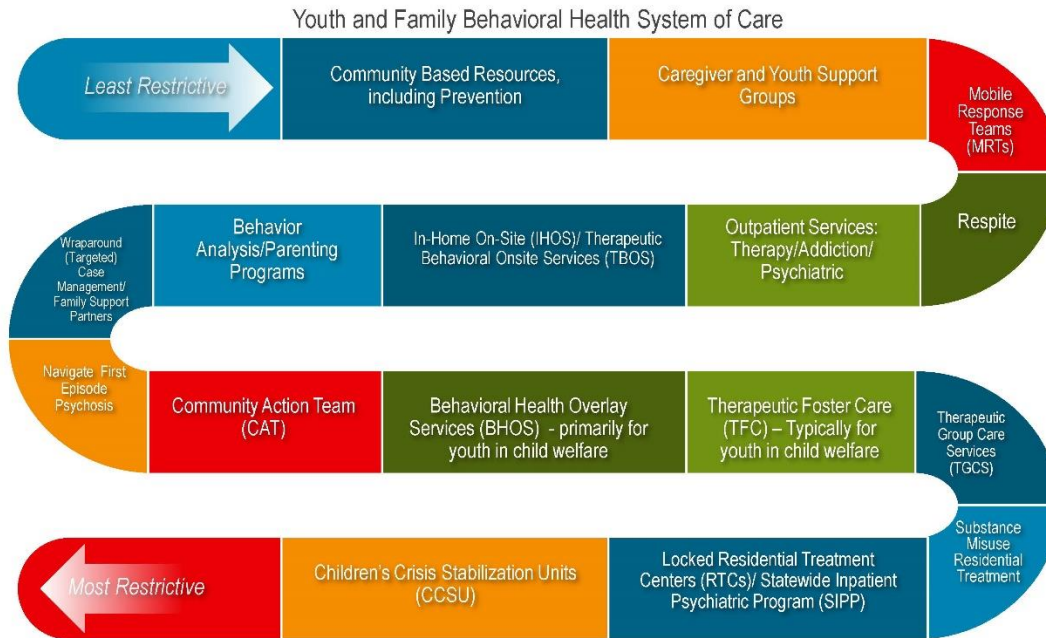 Youth and Family Behavioral Health System of Care
Least Restrictive
Community Based Resources,
including Prevention
Caregiver and Youth Support
Groups
Mobile
Response
Teams
(MRTs)
Respite
Outpatient Services:
Therapy/Addiction/
Psychiatric
In-Home On-Site (IHOS)/ Therapeutic
Behavioral Onsite Services (TBOS)
Behavior
Analysis/Parenting
Programs
Wraparound
(Targeted)
Case
Management/
Family Support
Partners
Navigate First
Episode
Psychosis
Community Action Team
(CAT)
Behavioral Health Overlay
Services (BHOS) - primarily for
youth in child welfare
Therapeutic Foster Care
(TFC) – Typically for
youth in child welfare
Therapeutic
Group Care
Services
(TGCS)
Substance
Misuse
Residential
Treatment
Locked Residential Treatment
Centers (RTCs)/ Statewide Inpatient
Psychiatric Program (SIPP)
Children's Crisis Stabilization Units
(CCSU)
Most Restrictive